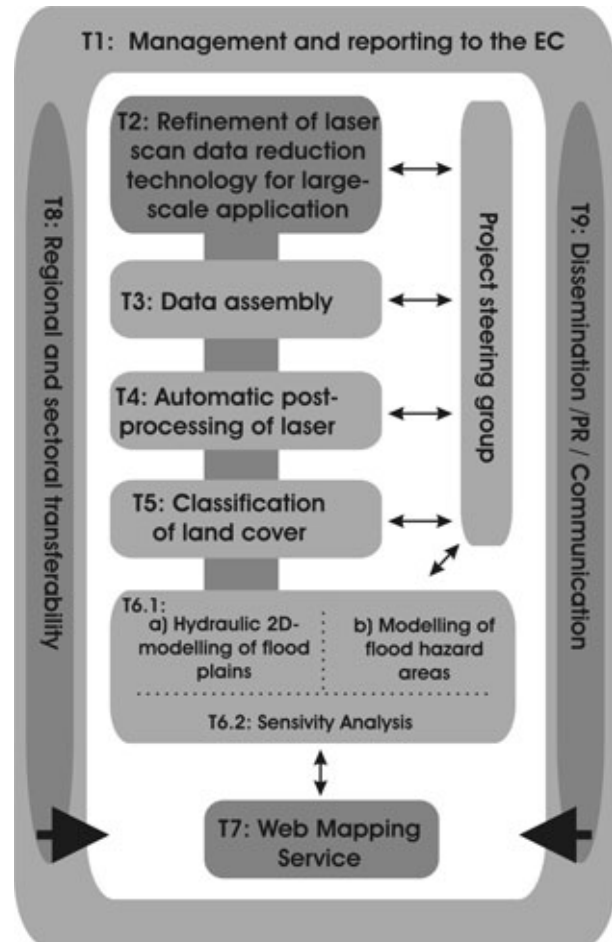 T1: Management and reporting to the EC
T2: Refinement of laser
scan data reduction
technology for large-
scale application
T3: Data assembly
T4: Automatic post-
processing of laser
T5: Classification
of land cover
T6.1:
a) Hydraulic 2D-
modelling of flood
plains
b) Modelling of
flood hazard
areas
T6.2: Sensivity Analysis
T7: Web Mapping
Service
Project steering group
T8: Regional and sectoral transferability
T9: Dissemination /PR / Communication